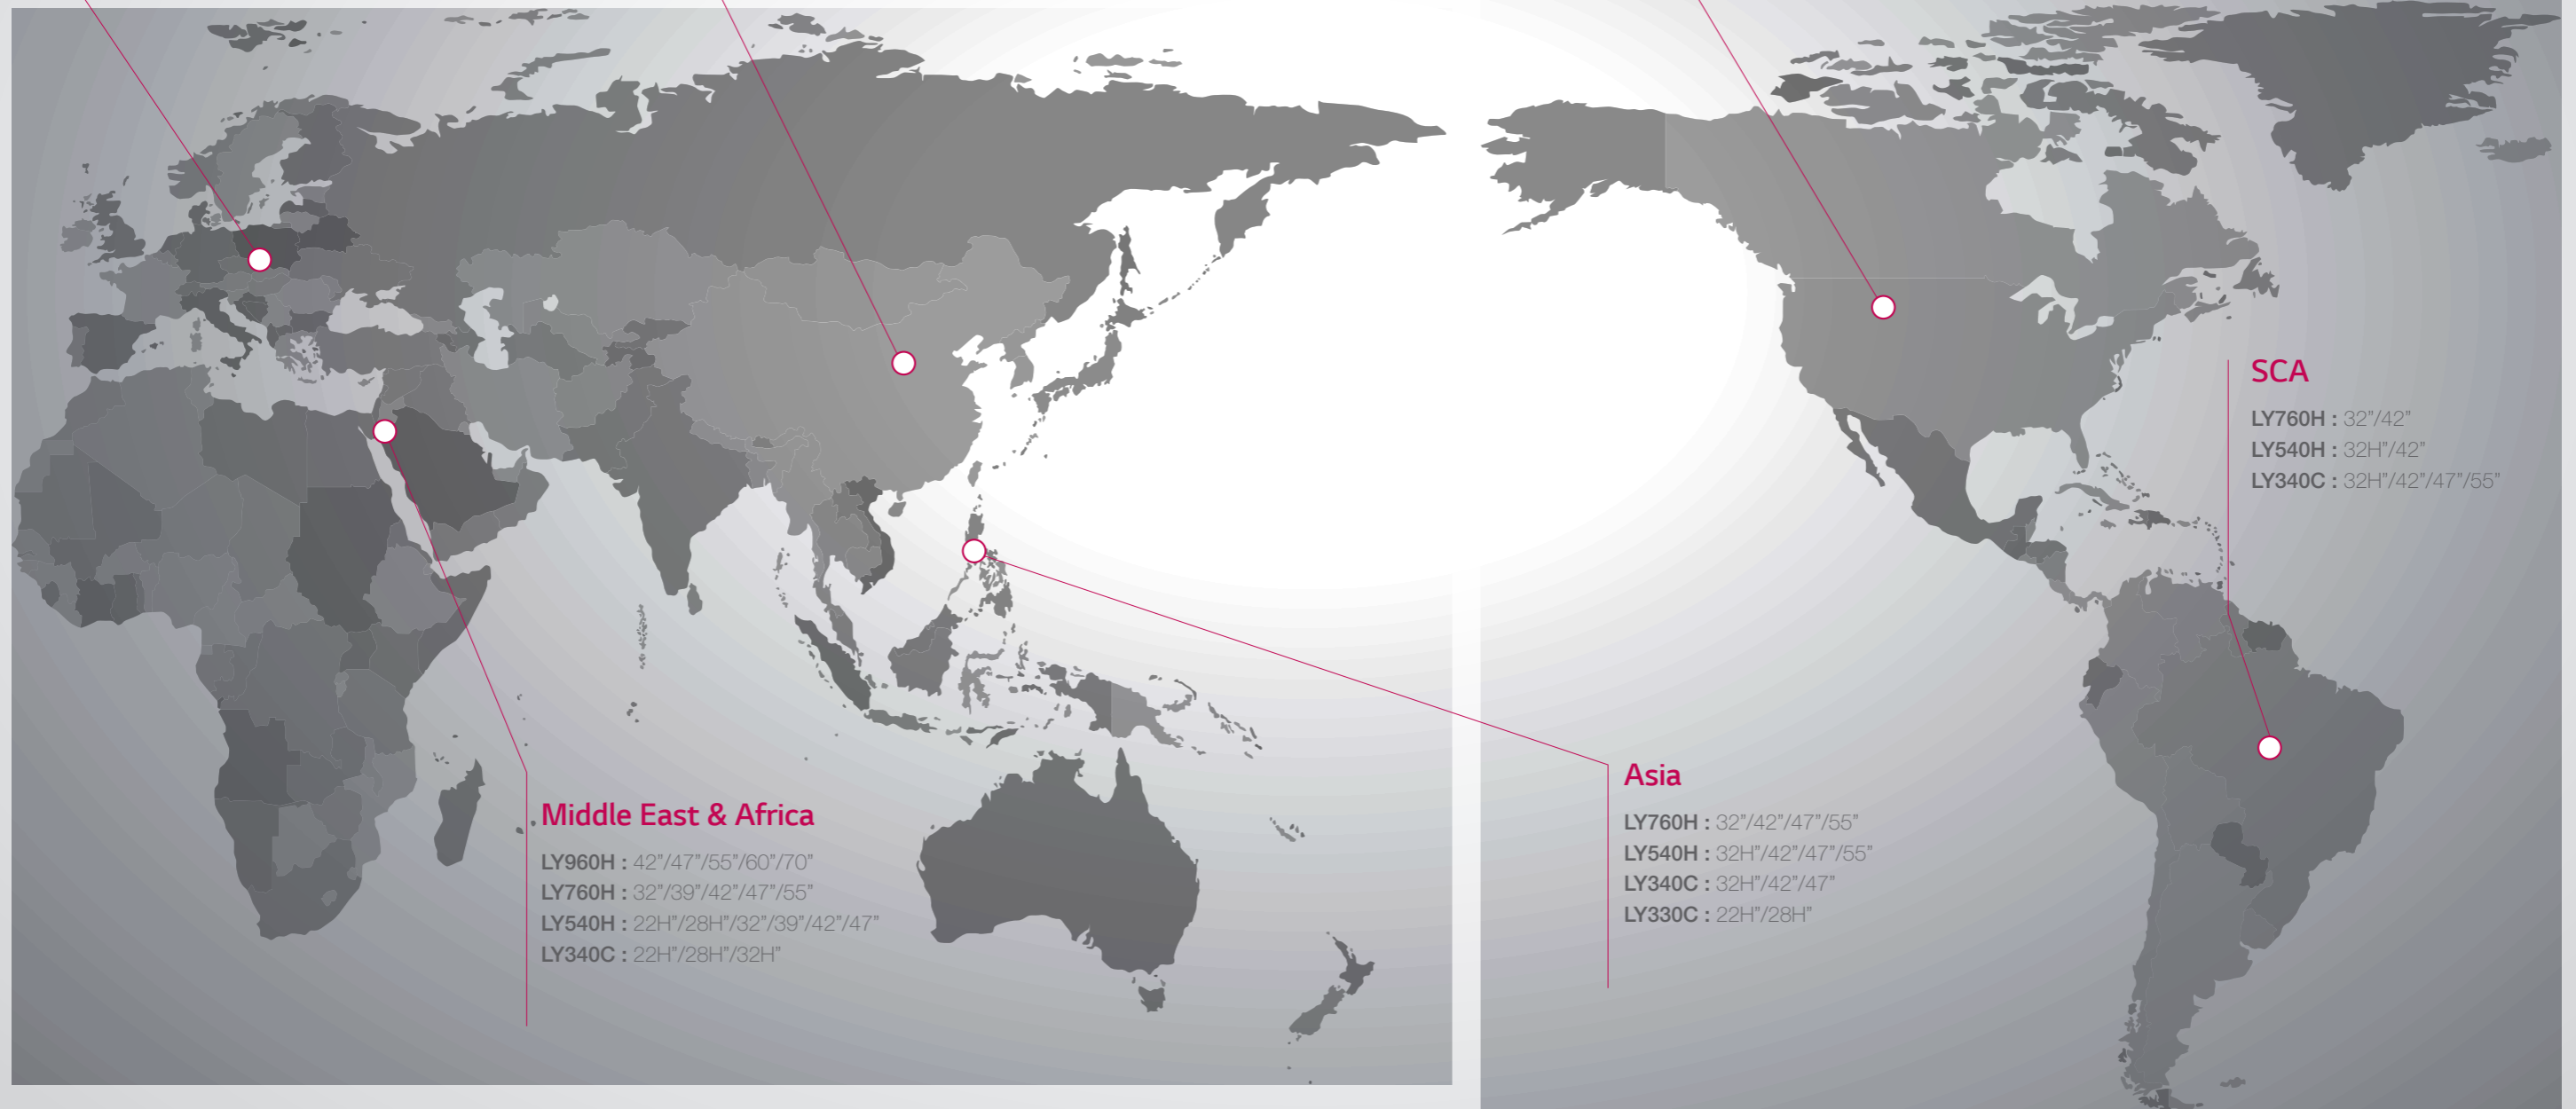 SCA
LY760H : 32”/42”
LY540H : 32H”/42”
LY340C : 32H”/42”/47”/55”
Asia
LY760H : 32”/42”/47”/55”
LY540H : 32H”/42”/47”/55”
LY340C : 32H”/42”/47”
LY330C : 22H”/28H”
Middle East & Africa
LY960H : 42”/47”/55”/60”/70”
LY760H : 32”/39”/42”/47”/55”
LY540H : 22H”/28H”/32”/39”/42”/47”
LY340C : 22H”/28H”/32H”